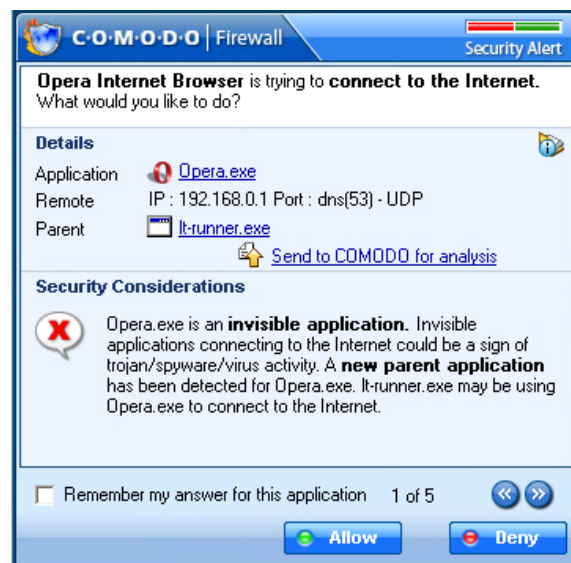 C·O·M·O·D·O | Firewall
Security Alert
Opera Internet Browser is trying to connect to the Internet.
What would you like to do?
Details
Application Opera.exe
Remote IP : 192.168.0.1 Port : dns(53) - UDP
Parent lt-runner.exe
Send to COMODO for analysis
Security Considerations
Opera.exe is an invisible application. Invisible
applications connecting to the Internet could be a sign of
trojan/spyware/virus activity. A new parent application
has been detected for Opera.exe. lt-runner.exe may be using
Opera.exe to connect to the Internet.
Remember my answer for this application 1 of 5
Allow Deny